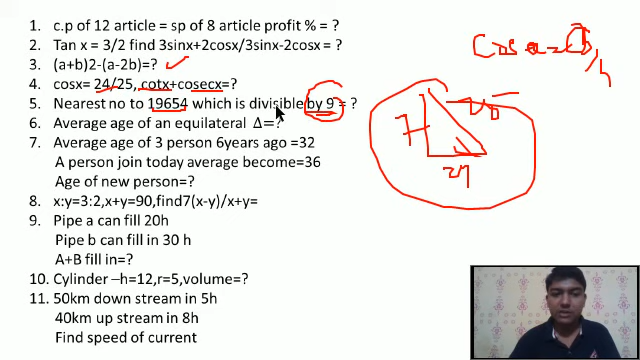 1. c.p of 12 article = sp of 8 article profit % = ?
2. Tan x = 3/2 find 3sinx+2cosx/3sinx-2cosx = ?
3. (a+b)2-(a-2b)=?
4. cosx= 24/25, cotx+cosecx=?
5. Nearest no to 19654 which is divisible by 9 = ?
6. Average age of an equilateral Δ=?
7. Average of 3 person 6years ago =32
A person join today average become=36
Age of new person=?
8. x:y=3:2,x+y=90,find7(x-y)/x+y=
9. Pipe a can fill 20h
Pipe b can fill in 30 h
A+B fill in=?
10. Cylinder –h=12,r=5,volume=?
11. 50km down stream in 5h
40km up stream in 8h
Find speed of current
Cos
/h
7
24